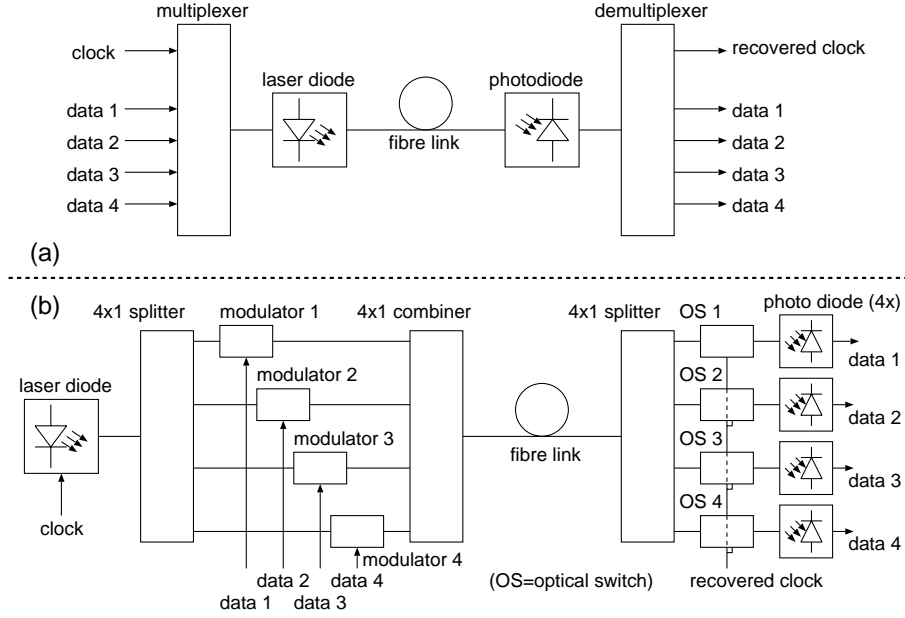 multiplexer
demultiplexer
clock
recovered clock
laser diode
photodiode
data 1
data 1
data 2
data 2
fibre link
data 3
data 3
data 4
data 4
(a)
(b)
4x1 splitter
modulator 1
4x1 combiner
4x1 splitter
OS 1
photo diode (4x)
data 1
laser diode
modulator 2
OS 2
data 2
modulator 3
OS 3
fibre link
data 3
OS 4
clock
modulator 4
data 4
data 2
data 4
(OS=optical switch)
recovered clock
data 1
data 3